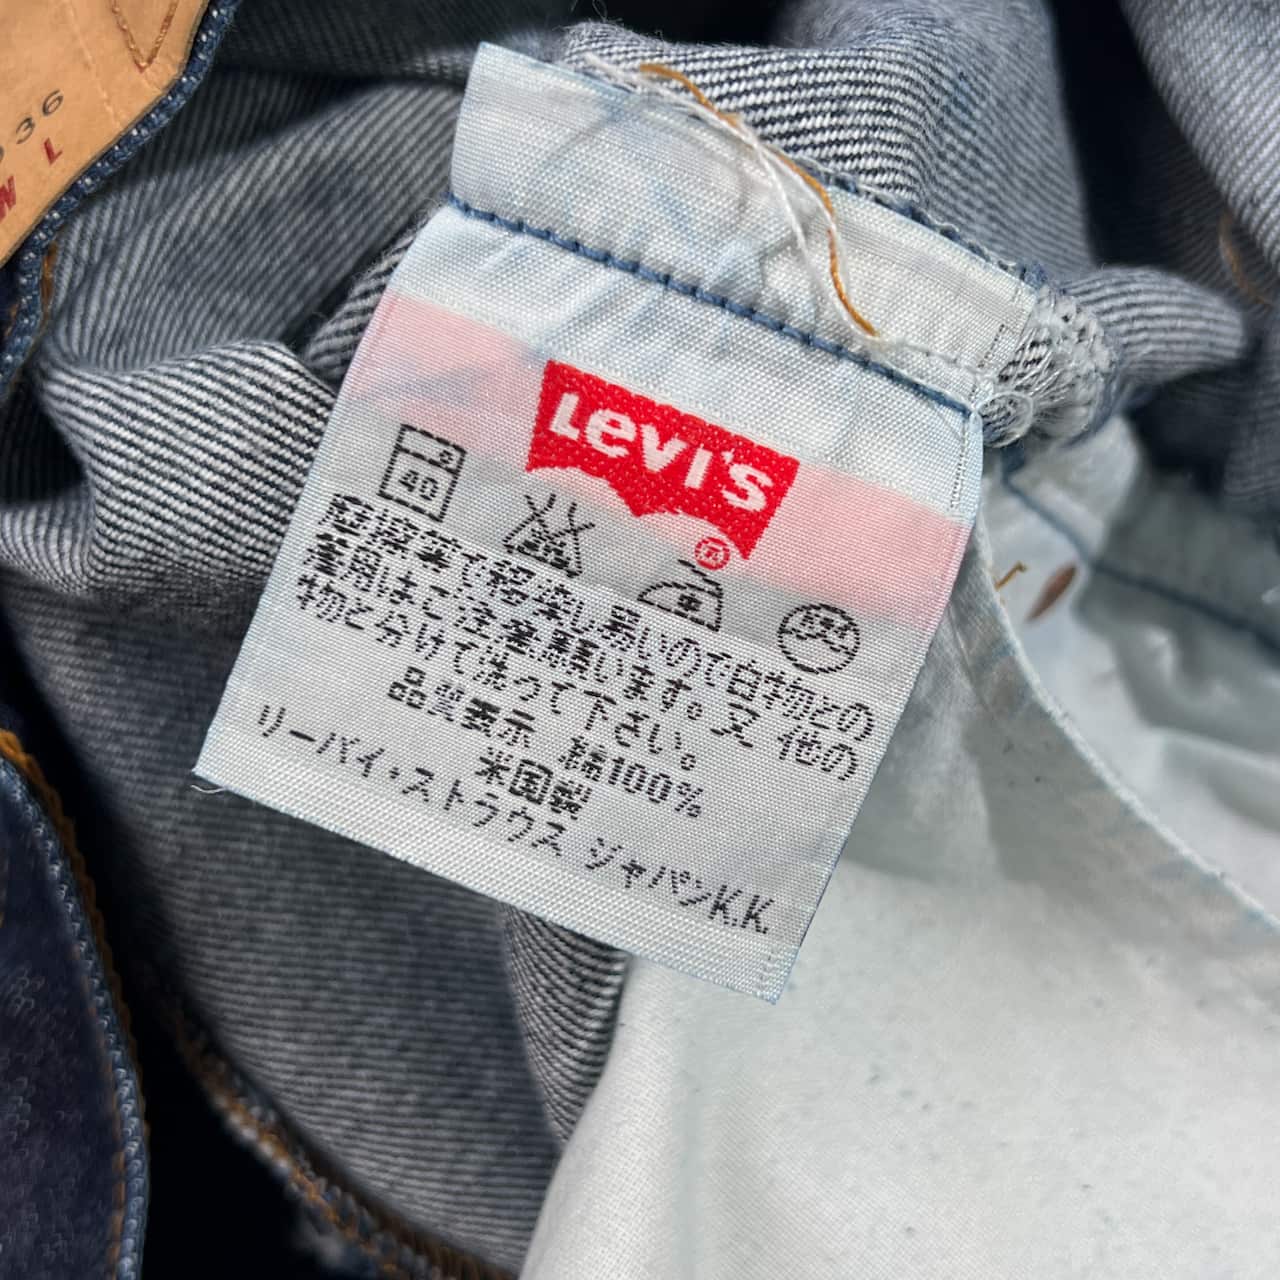 36
W L
Levi's
®
40
摩擦等で移染し易いので白物との
着用はご注意願います。又 他の
物と分けて洗って下さい。
品質表示 綿100%
米国製
リーバイ・ストラウス ジャパンK.K.